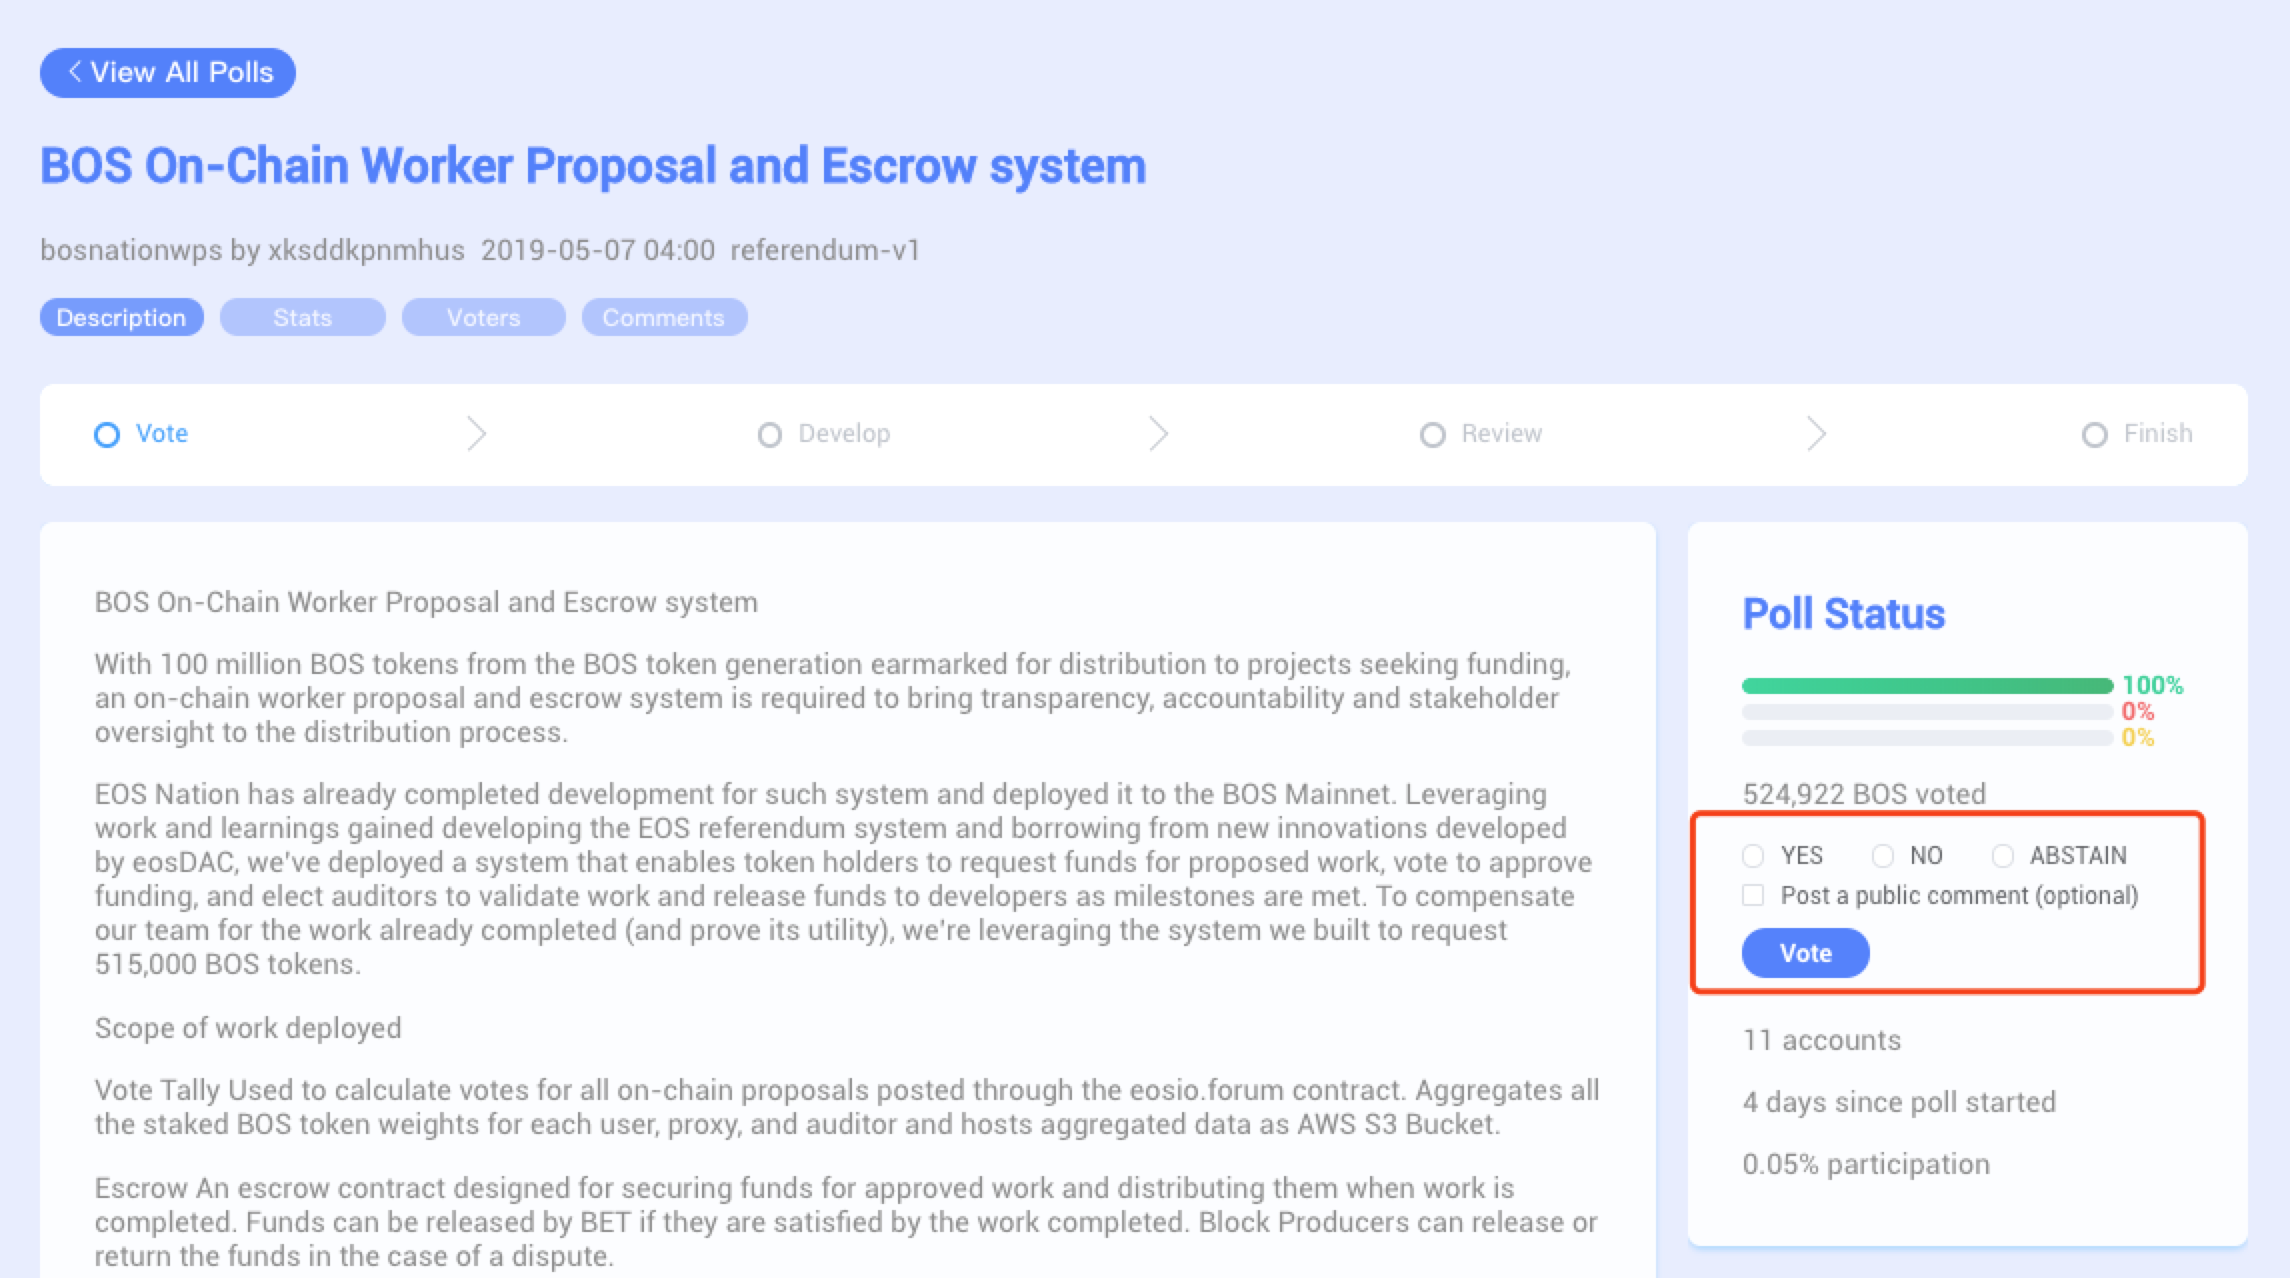 View All Polls
BOS On-Chain Worker Proposal and Escrow system
bosnationwps by xksddkpnmhus 2019-05-07 04:00 referendum-v1
Description Stats Voters Comments
Vote Develop Review Finish
BOS On-Chain Worker Proposal and Escrow system
With 100 million BOS tokens from the BOS token generation earmarked for distribution to projects seeking funding,
an on-chain worker proposal and escrow system is required to bring transparency, accountability and stakeholder
oversight to the distribution process.
EOS Nation has already completed development for such system and deployed it to the BOS Mainnet. Leveraging
work and learnings gained developing the EOS referendum system and borrowing from new innovations developed
by eosDAC, we've deployed a system that enables token holders to request funds for proposed work, vote to approve
funding, and elect auditors to validate work and release funds to developers as milestones are met. To compensate
our team for the work already completed (and prove its utility), we're leveraging the system we built to request
515,000 BOS tokens.
Scope of work deployed
Vote Tally Used to calculate votes for all on-chain proposals posted through the eosio.forum contract. Aggregates all
the staked BOS token weights for each user, proxy, and auditor and hosts aggregated data as AWS S3 Bucket.
Escrow An escrow contract designed for securing funds for approved work and distributing them when work is
completed. Funds can be released by BET if they are satisfied by the work completed. Block Producers can release or
return the funds in the case of a dispute.
Poll Status
100%
0%
0%
524,922 BOS voted
YES NO ABSTAIN
Post a public comment (optional)
Vote
11 accounts
4 days since poll started
0.05% participation